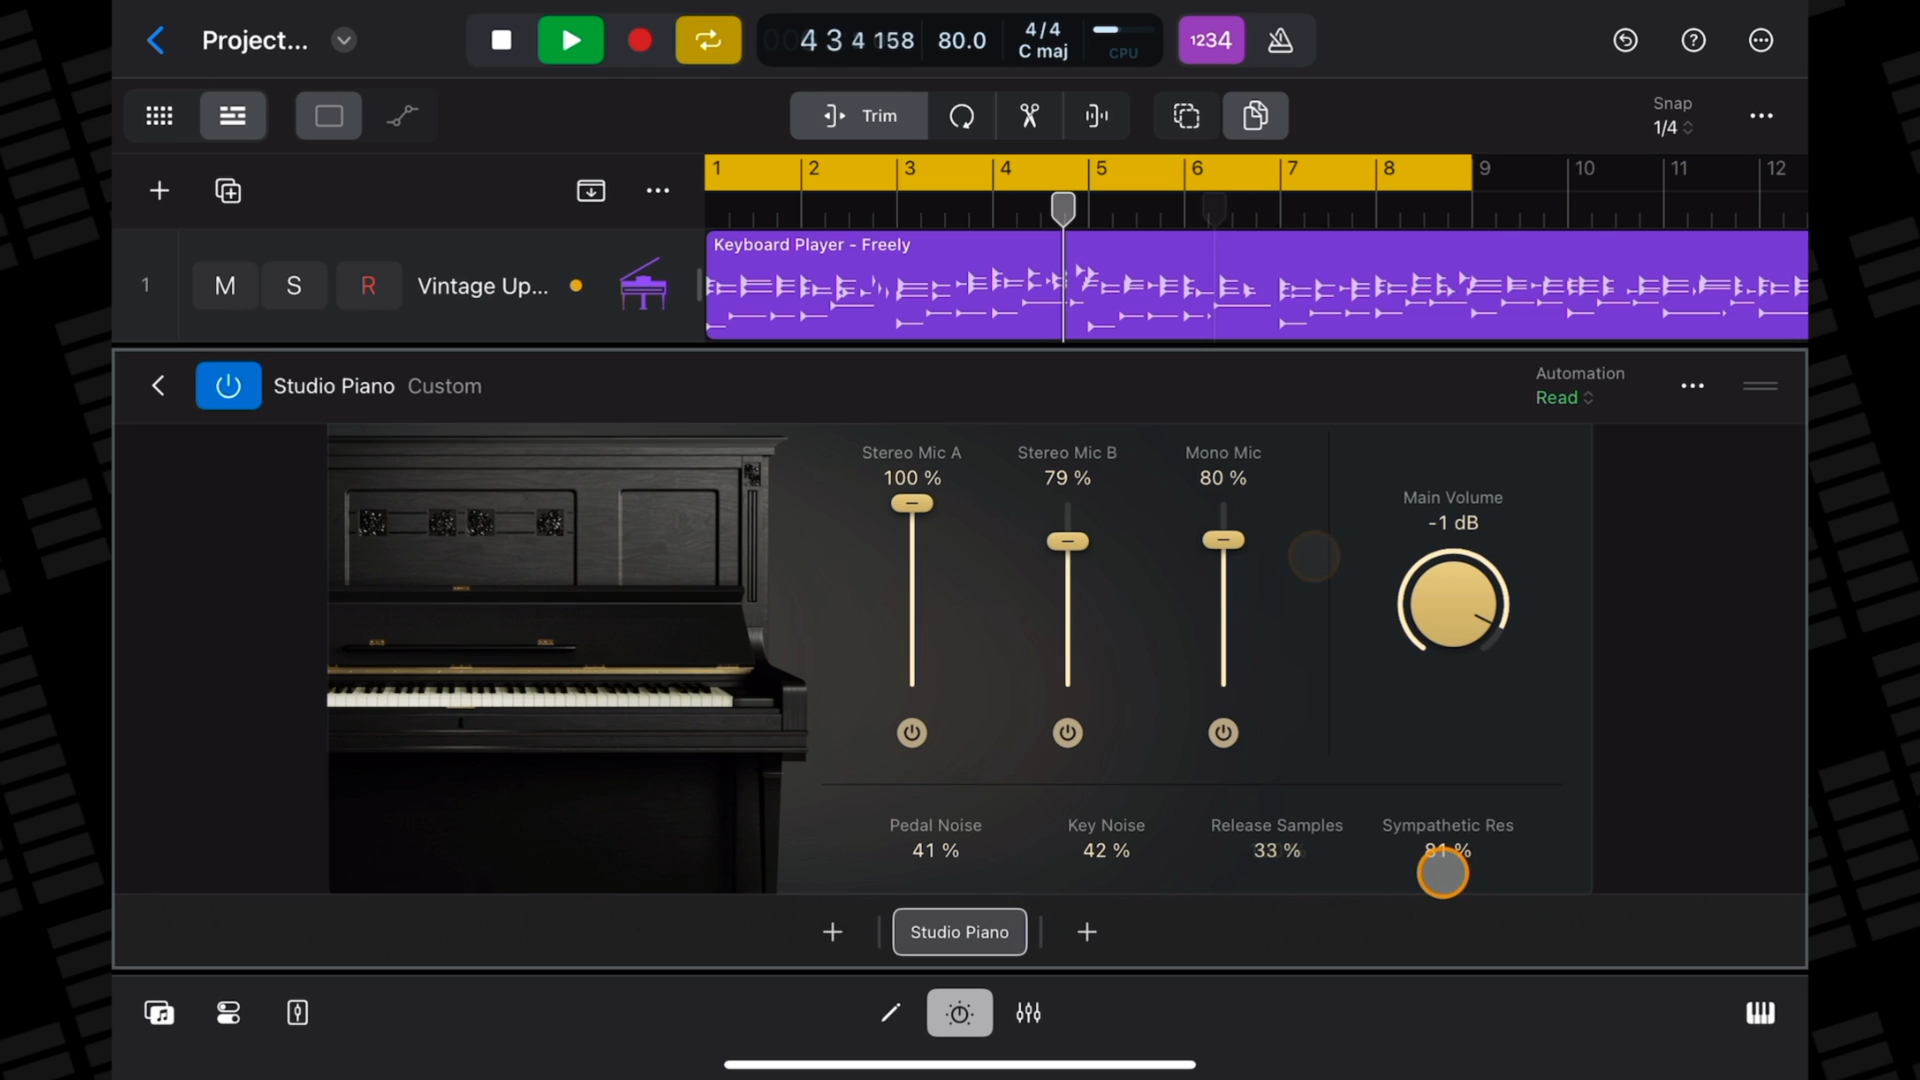 Project...
4 3 4 158
80.0
4/4
C maj
CPU
1234
Trim
Snap
1/4
1 2 3 4 5 6 7 8 9 10 11 12
Keyboard Player - Freely
1 M S R Vintage Up...
Studio Piano Custom
Automation
Read
Stereo Mic A
100 %
Stereo Mic B
79 %
Mono Mic
80 %
Main Volume
-1 dB
Pedal Noise
41 %
Key Noise
42 %
Release Samples
33 %
Sympathetic Res
81 %
Studio Piano